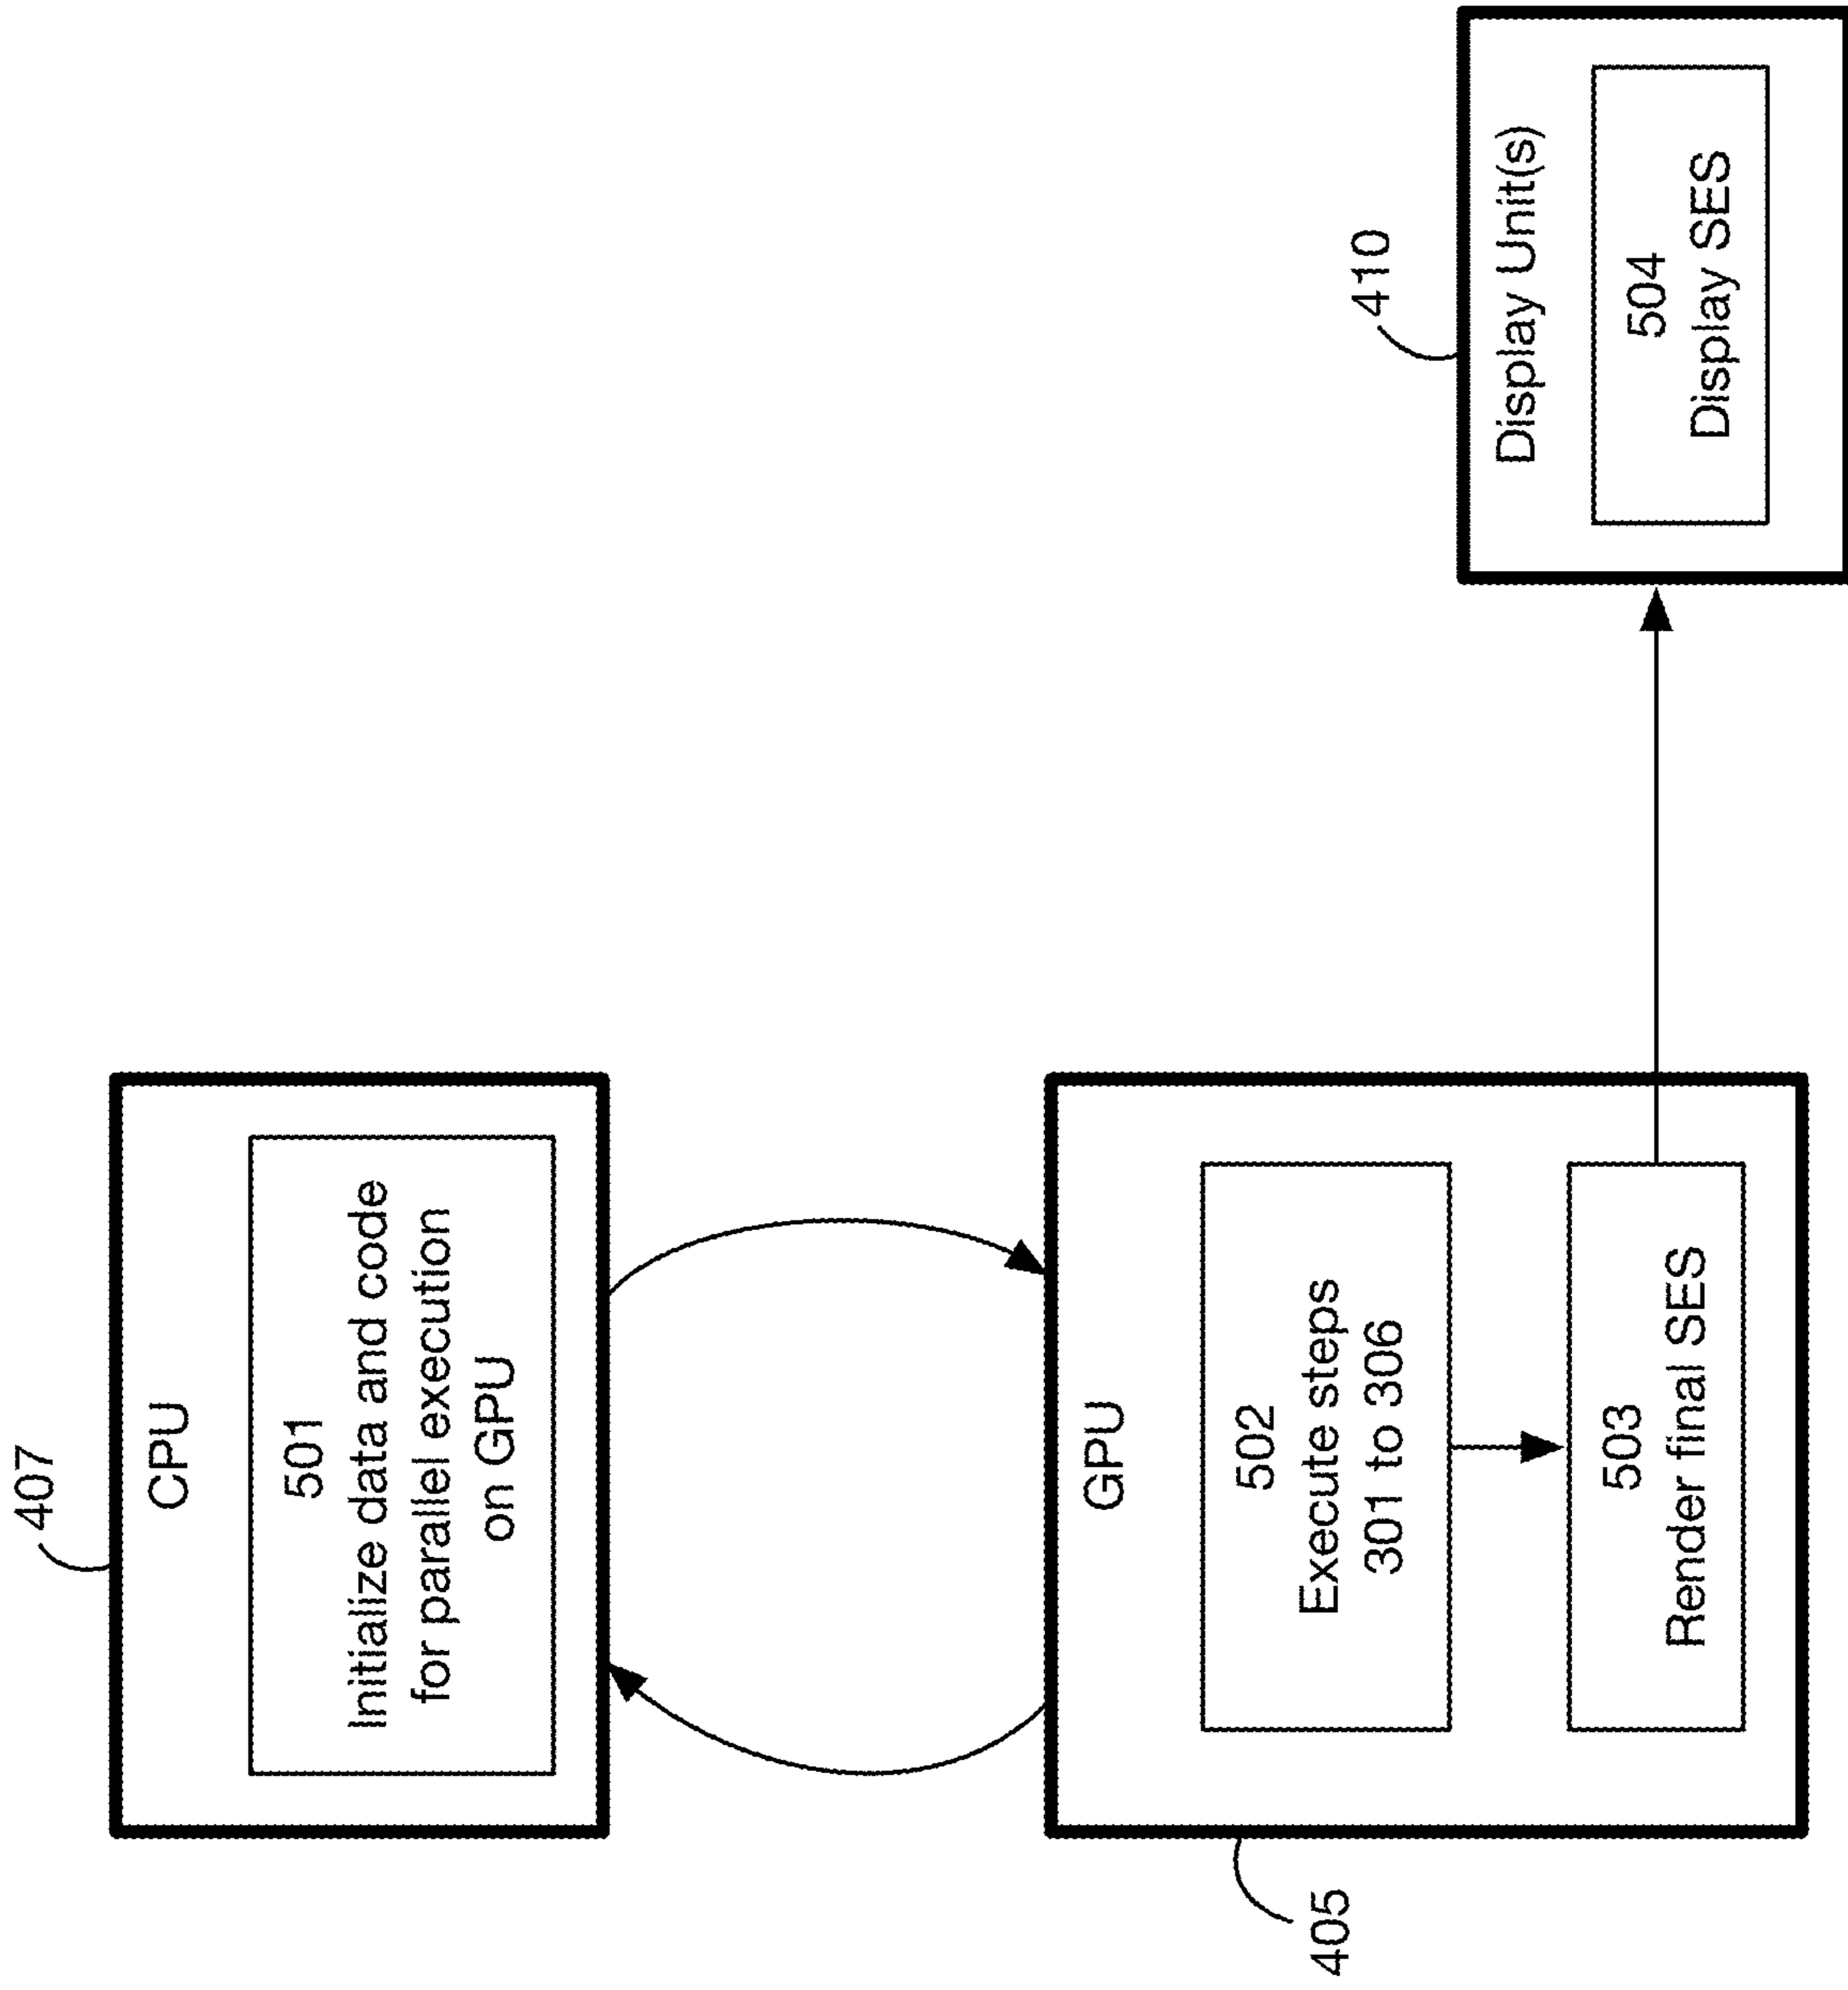 407
CPU
501
Initialize data and code
for parallel execution
on GPU
405
GPU
502
Execute steps
301 to 306
503
Render final SES
410
Display Unit(s)
504
Display SES